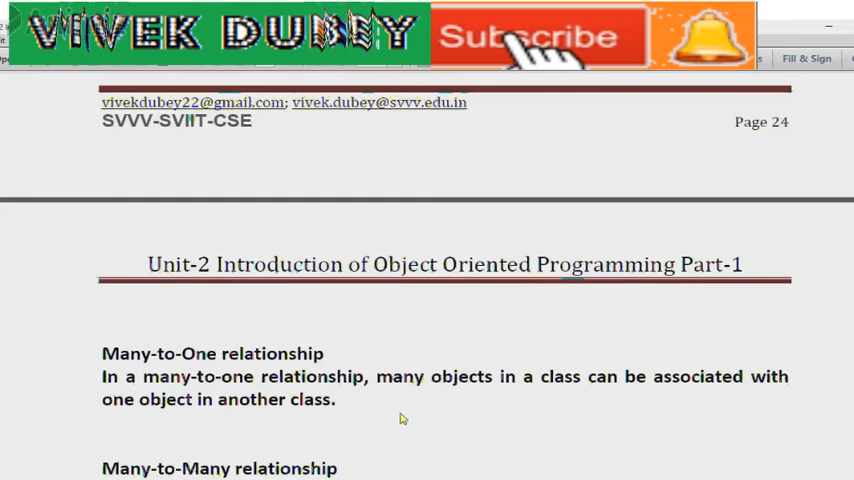 VIVEK DUBEY Subscribe
Fill & Sign
vivekdubey22@gmail.com; vivek.dubey@svvv.edu.in
SVVV-SVIIT-CSE Page 24
Unit-2 Introduction of Object Oriented Programming Part-1
Many-to-One relationship
In a many-to-one relationship, many objects in a class can be associated with
one object in another class.
Many-to-Many relationship